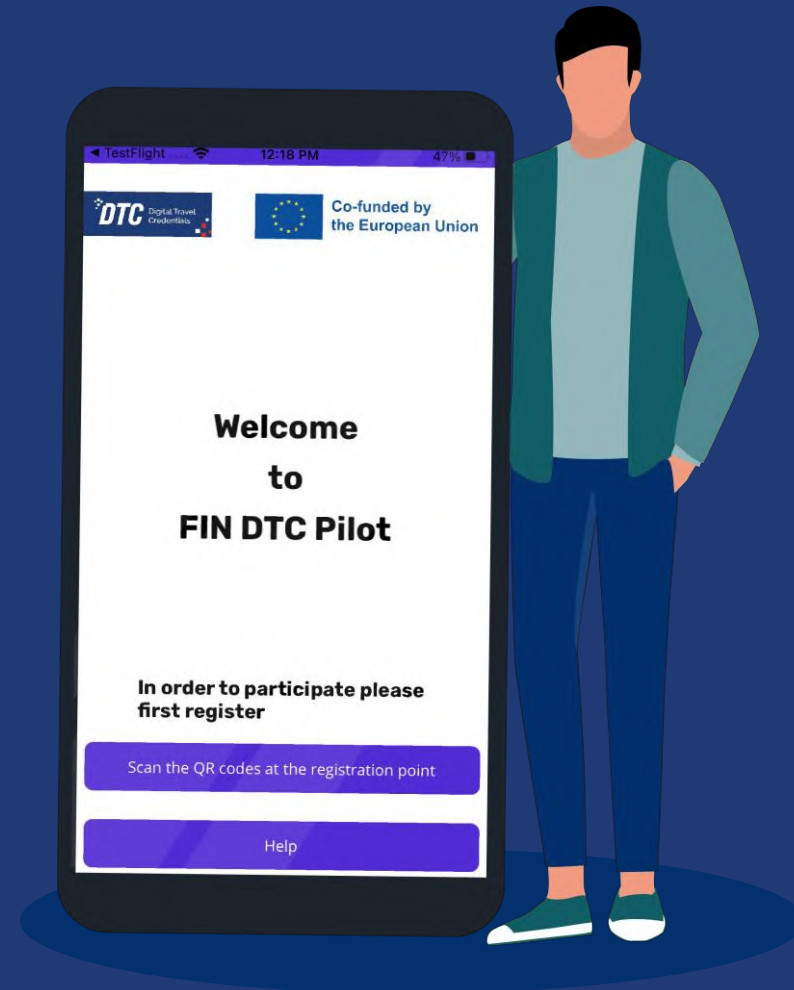 TestFlight 12:18 PM 47%
DTC Digital Travel
Credentials
Co-funded by
the European Union
Welcome
to
FIN DTC Pilot
In order to participate please
first register
Scan the QR codes at the registration point
Help